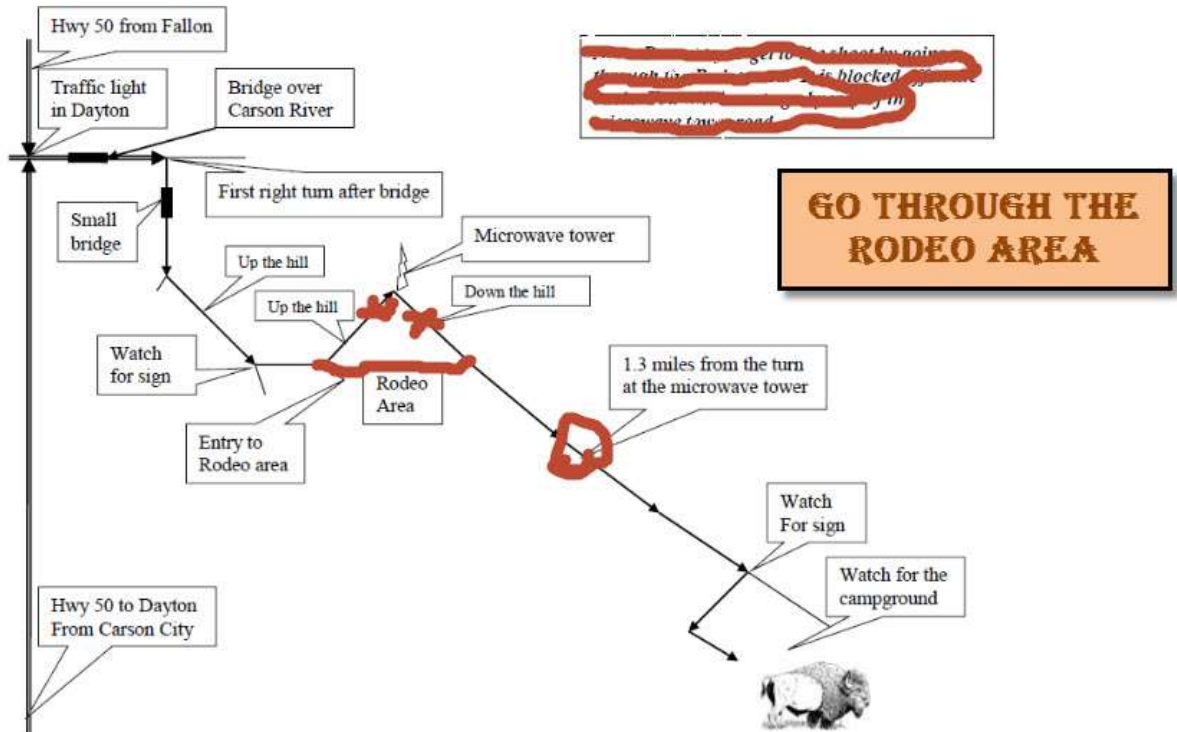 Hwy 50 from Fallon
Traffic light
in Dayton
Bridge over
Carson River
First right turn after bridge
GO THROUGH THE
RODEO AREA
Small
bridge
Microwave tower
Up the hill
Up the hill
Down the hill
Watch
for sign
1.3 miles from the turn
at the microwave tower
Rodeo
Area
Entry to
Rodeo area
Watch
For sign
Watch for the
campground
Hwy 50 to Dayton
From Carson City